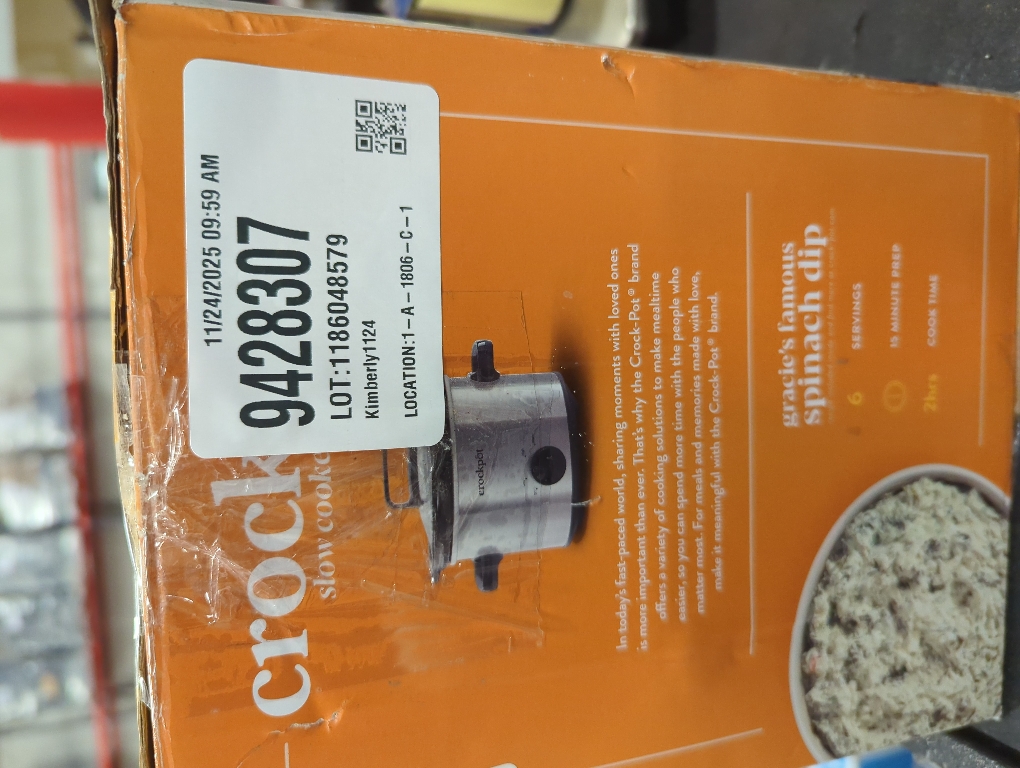 11/24/2025 09:59 AM
9428307
LOT:1186048579
Kimberly1124
LOCATION:1-A-1806-C-1
crock
slow cooke
crockpot
In today's fast-paced world, sharing moments with loved ones
is more important than ever. That's why the Crock-Pot® brand
offers a variety of cooking solutions to make mealtime
easier, so you can spend more time with the people who
matter most. For meals and memories made with love,
make it meaningful with the Crock-Pot® brand.
gracie's famous
spinach dip
6 SERVINGS
15 MINUTE PREP
2hrs COOK TIME